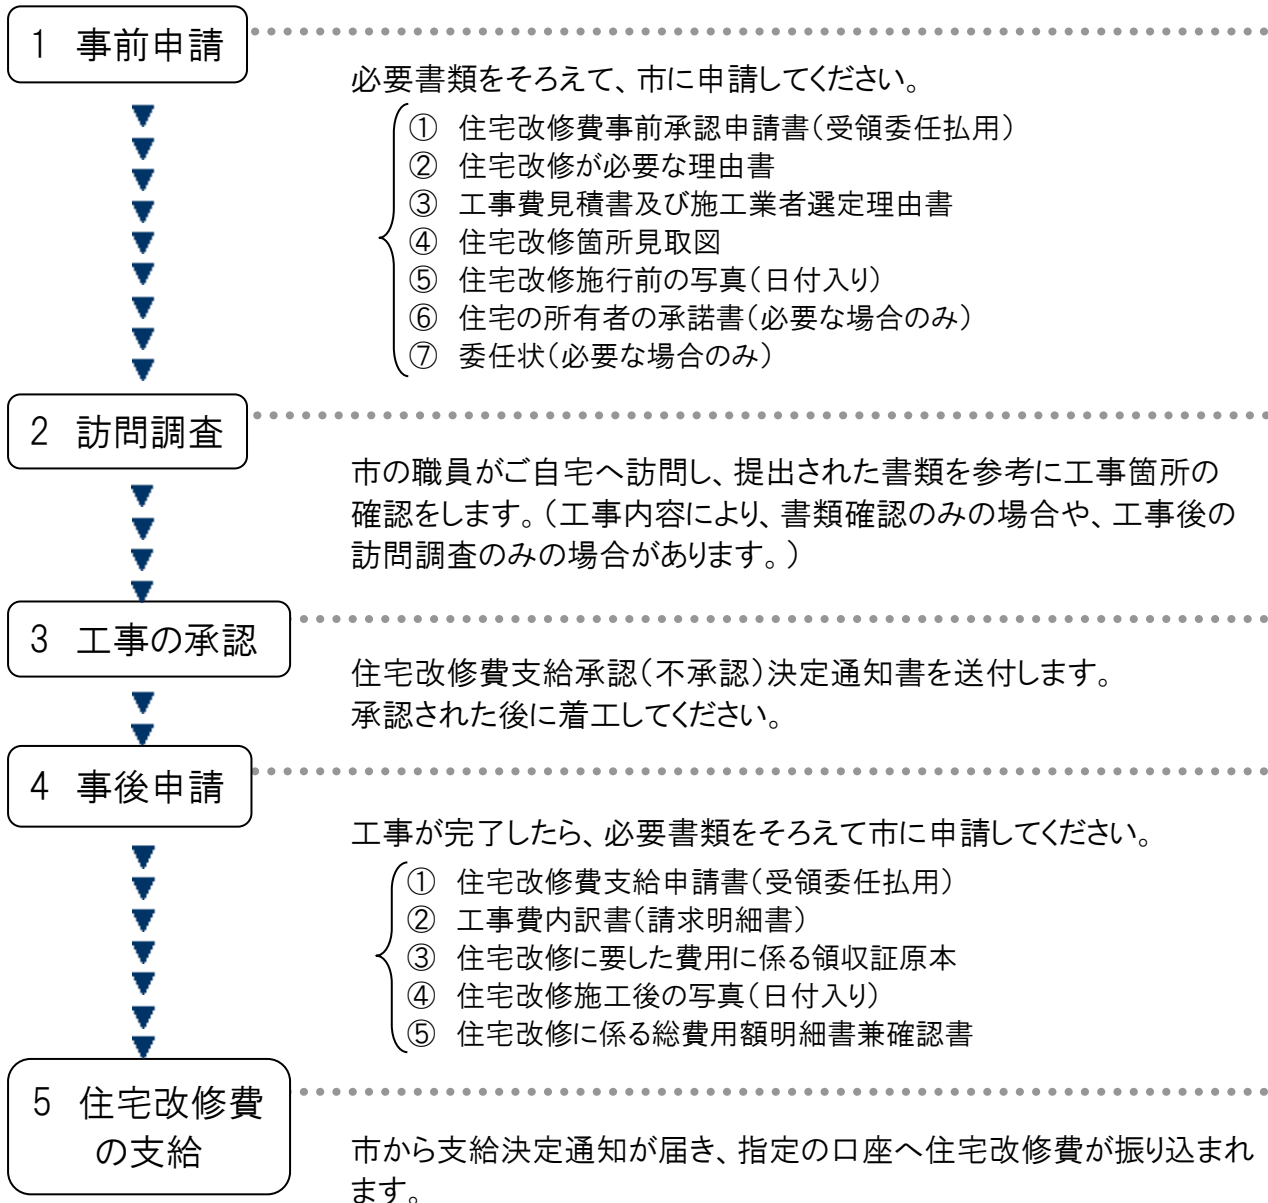 1 事前申請
必要書類をそろえて、市に申請してください。
① 住宅改修費事前承認申請書(受領委任払用)
② 住宅改修が必要な理由書
③ 工事費見積書及び施工業者選定理由書
④ 住宅改修箇所見取図
⑤ 住宅改修施行前の写真(日付入り)
⑥ 住宅の所有者の承諾書(必要な場合のみ)
⑦ 委任状(必要な場合のみ)
2 訪問調査
市の職員がご自宅へ訪問し、提出された書類を参考に工事箇所の
確認をします。(工事内容により、書類確認のみの場合や、工事後の
訪問調査のみの場合があります。)
3 工事の承認
住宅改修費支給承認(不承認)決定通知書を送付します。
承認された後に着工してください。
4 事後申請
工事が完了したら、必要書類をそろえて市に申請してください。
① 住宅改修費支給申請書(受領委任払用)
② 工事費内訳書(請求明細書)
③ 住宅改修に要した費用に係る領収証原本
④ 住宅改修施工後の写真(日付入り)
⑤ 住宅改修に係る総費用額明細書兼確認書
5 住宅改修費
の支給
市から支給決定通知が届き、指定の口座へ住宅改修費が振り込まれ
ます。